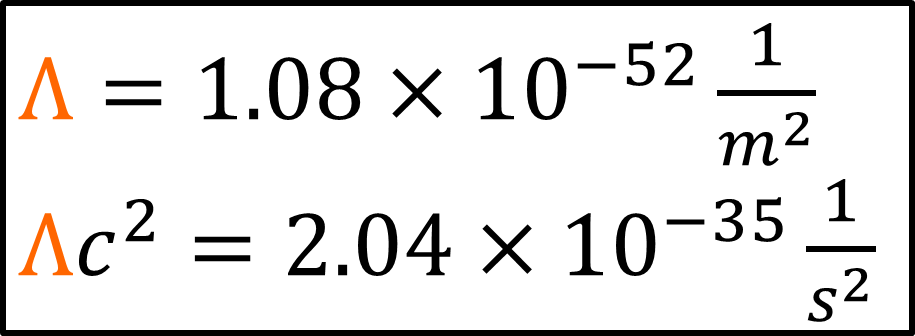 Λ = 1.08 × 10⁻⁵² 1/m²
Λc² = 2.04 × 10⁻³⁵ 1/s²